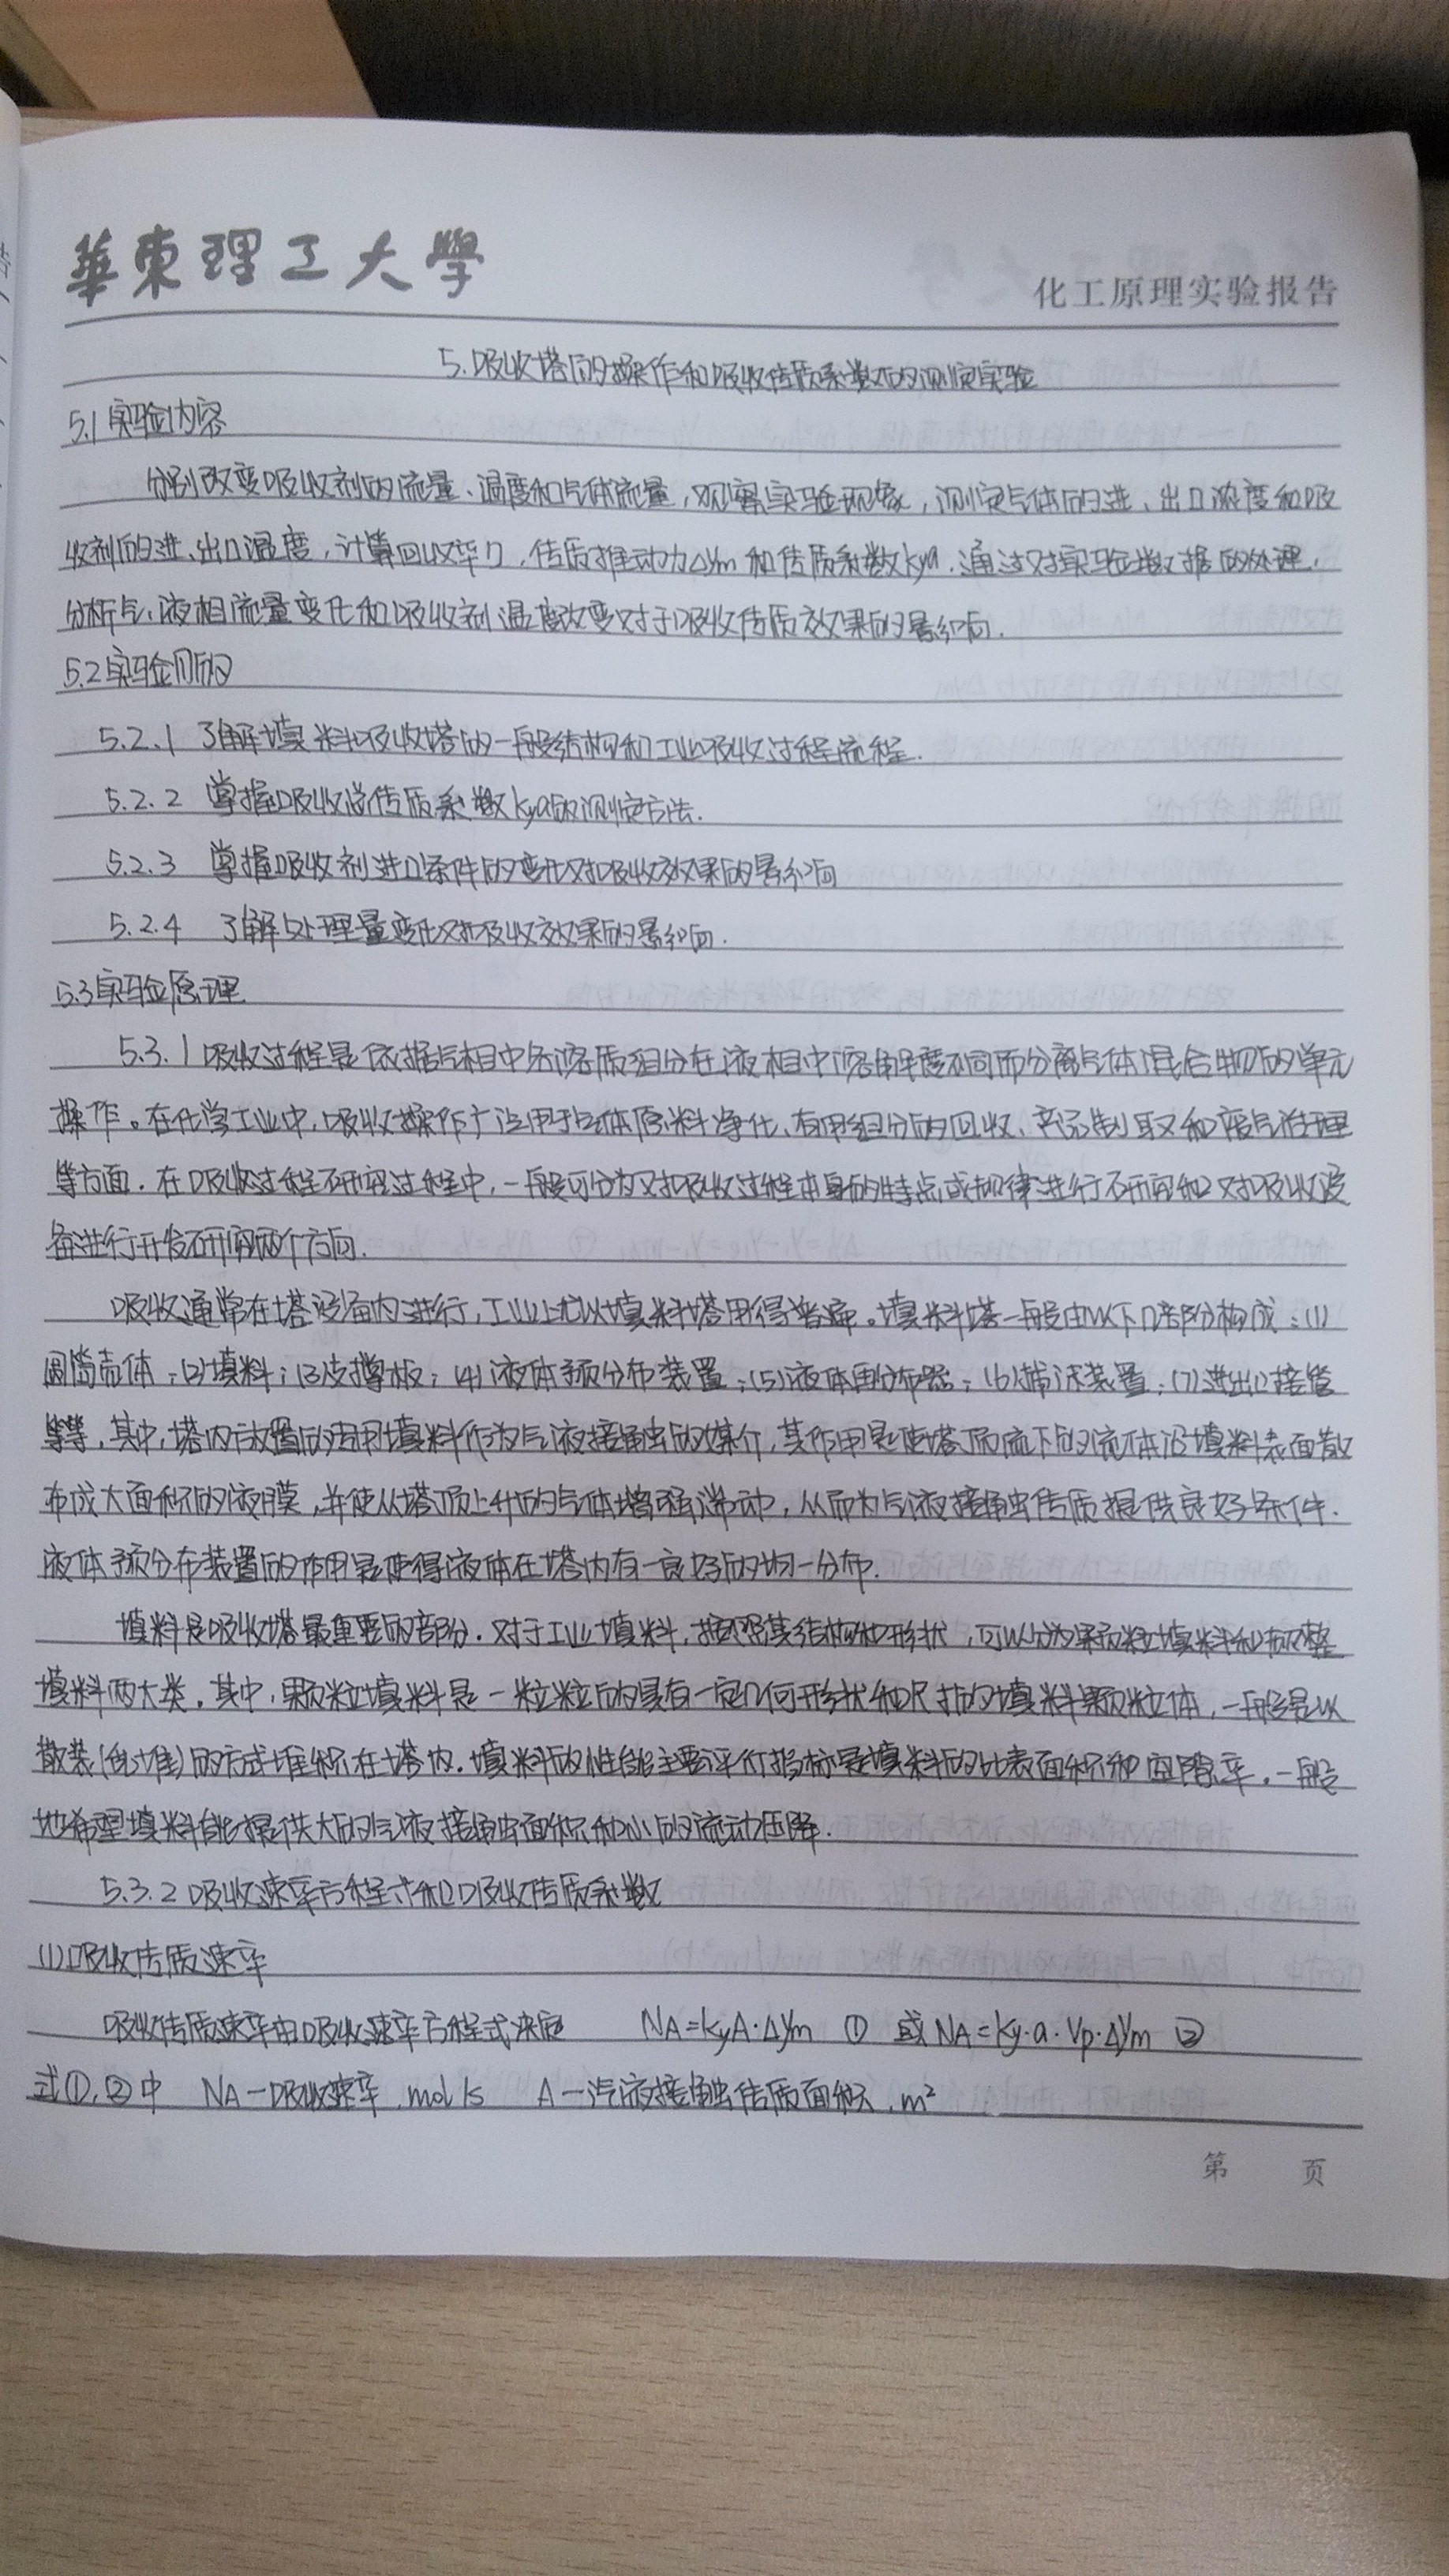 華東理工大學
化工原理实验报告
5.吸收塔的操作和吸收传质系数的测定实验
5.1实验内容
分别改变吸收剂的流量、温度和气体流量,观察实验现象,测定气体的进、出口浓度和吸
收剂的进、出口温度,计算回收率η,传质推动力ΔYm和传质系数Kya.通过对实验数据的处理,
分析气、液相流量变化和吸收剂温度改变对于吸收传质效果的影响.
5.2实验目的
5.2.1 了解填料吸收塔的一般结构和工业吸收过程流程.
5.2.2 掌握吸收总传质系数Kya的测定方法.
5.2.3 掌握吸收剂进口条件的变化对吸收效果的影响
5.2.4 了解处理量变化对吸收效果的影响.
5.3实验原理
5.3.1吸收过程是依据气相中各溶质组分在液相中溶解度不同而分离气体混合物的单元
操作。在化学工业中,吸收操作广泛用于气体原料净化、有用组分的回收、产品制取和废气治理
等方面.在吸收过程研究过程中,一般可分为对吸收过程本身的特点或规律进行研究和对吸收设
备进行开发研究两个方向.
吸收通常在塔设备内进行,工业上尤以填料塔用得普遍。填料塔一般由以下几部分构成:(1)
圆筒壳体;(2)填料;(3)支撑板;(4)液体预分布装置;(5)液体再分布器;(6)捕沫装置;(7)进出口接管
等等,其中,塔内放置的专用填料作为气液接触的媒介,其作用是使塔顶流下的流体沿填料表面散
布成大面积的液膜,并使从塔顶上升的气体增强湍动,从而为气液接触传质提供良好条件.
液体预分布装置的作用是使得液体在塔内有一良好的均一分布.
填料是吸收塔最重要的部分.对于工业填料,按照其结构和形状,可以分为颗粒填料和规整
填料两大类.其中,颗粒填料是一粒粒的具有一定几何形状和尺寸的填料颗粒体,一般是以
散装(乱堆)的方式堆积在塔内.填料的性能主要评价指标是填料的比表面积和空隙率.一般
地希望填料能提供大的气液接触面积和小的流动压降.
5.3.2吸收速率方程式和吸收传质系数
(1)吸收传质速率
吸收传质速率由吸收速率方程式决定 NA=KyA·ΔYm ① 或NA=Ky·a·Vp·ΔYm ②
式①,②中 NA—吸收速率,mol/s A—汽液接触传质面积,m²
第 页